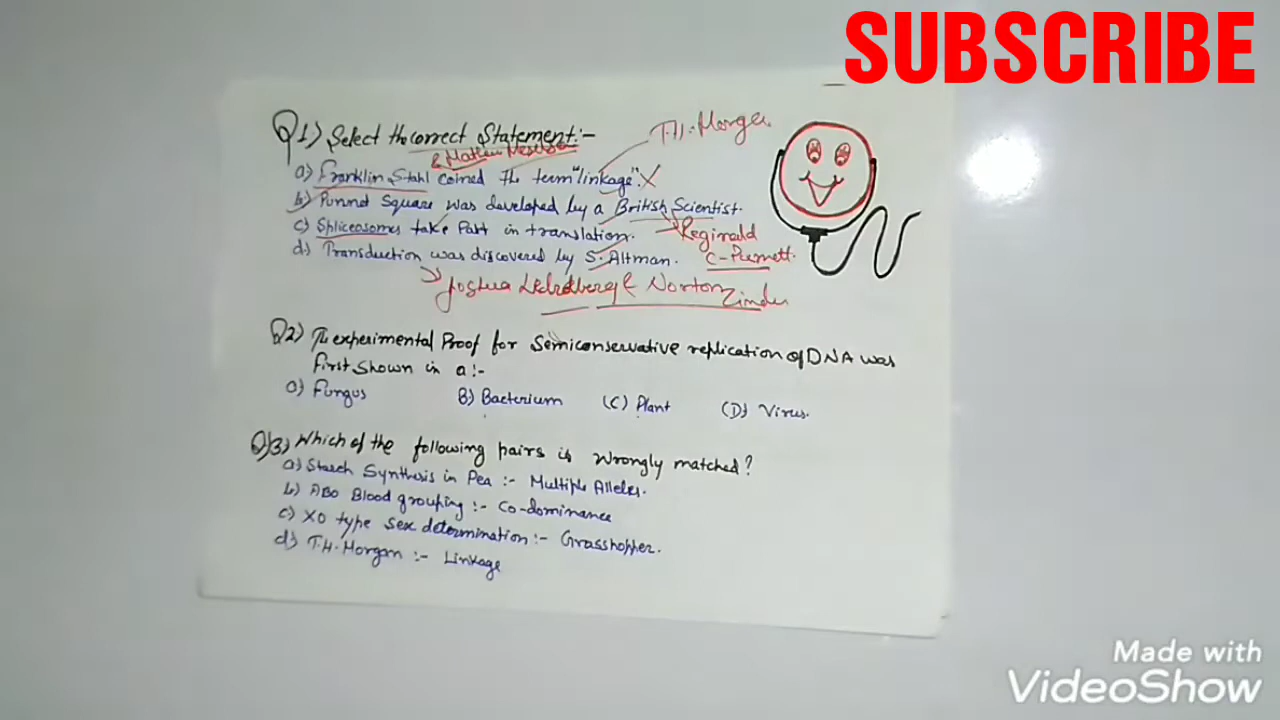 SUBSCRIBE
T.H. Morgan
Q1) Select the correct Statement:-
& Mathew Meselson
a) Franklin Stahl coined the term "linkage". X
b) Punnet Square was developed by a British Scientist.
c) Spliceosomes take Part in translation. → Reginald
d) Transduction was discovered by S. Altman. C-Punnett.
Joshua Lederberg & Norton Zinder
Q2) The experimental Proof for Semiconservative replication of DNA was
first shown in a:-
a) Fungus B) Bacterium (C) Plant (D) Virus.
Q3) Which of the following pairs is wrongly matched?
a) Starch Synthesis in Pea :- Multiple Alleles.
b) ABO Blood grouping :- Co-dominance
c) XO type sex determination :- Grasshopper.
d) T.H. Morgan :- Linkage
Made with
VideoShow